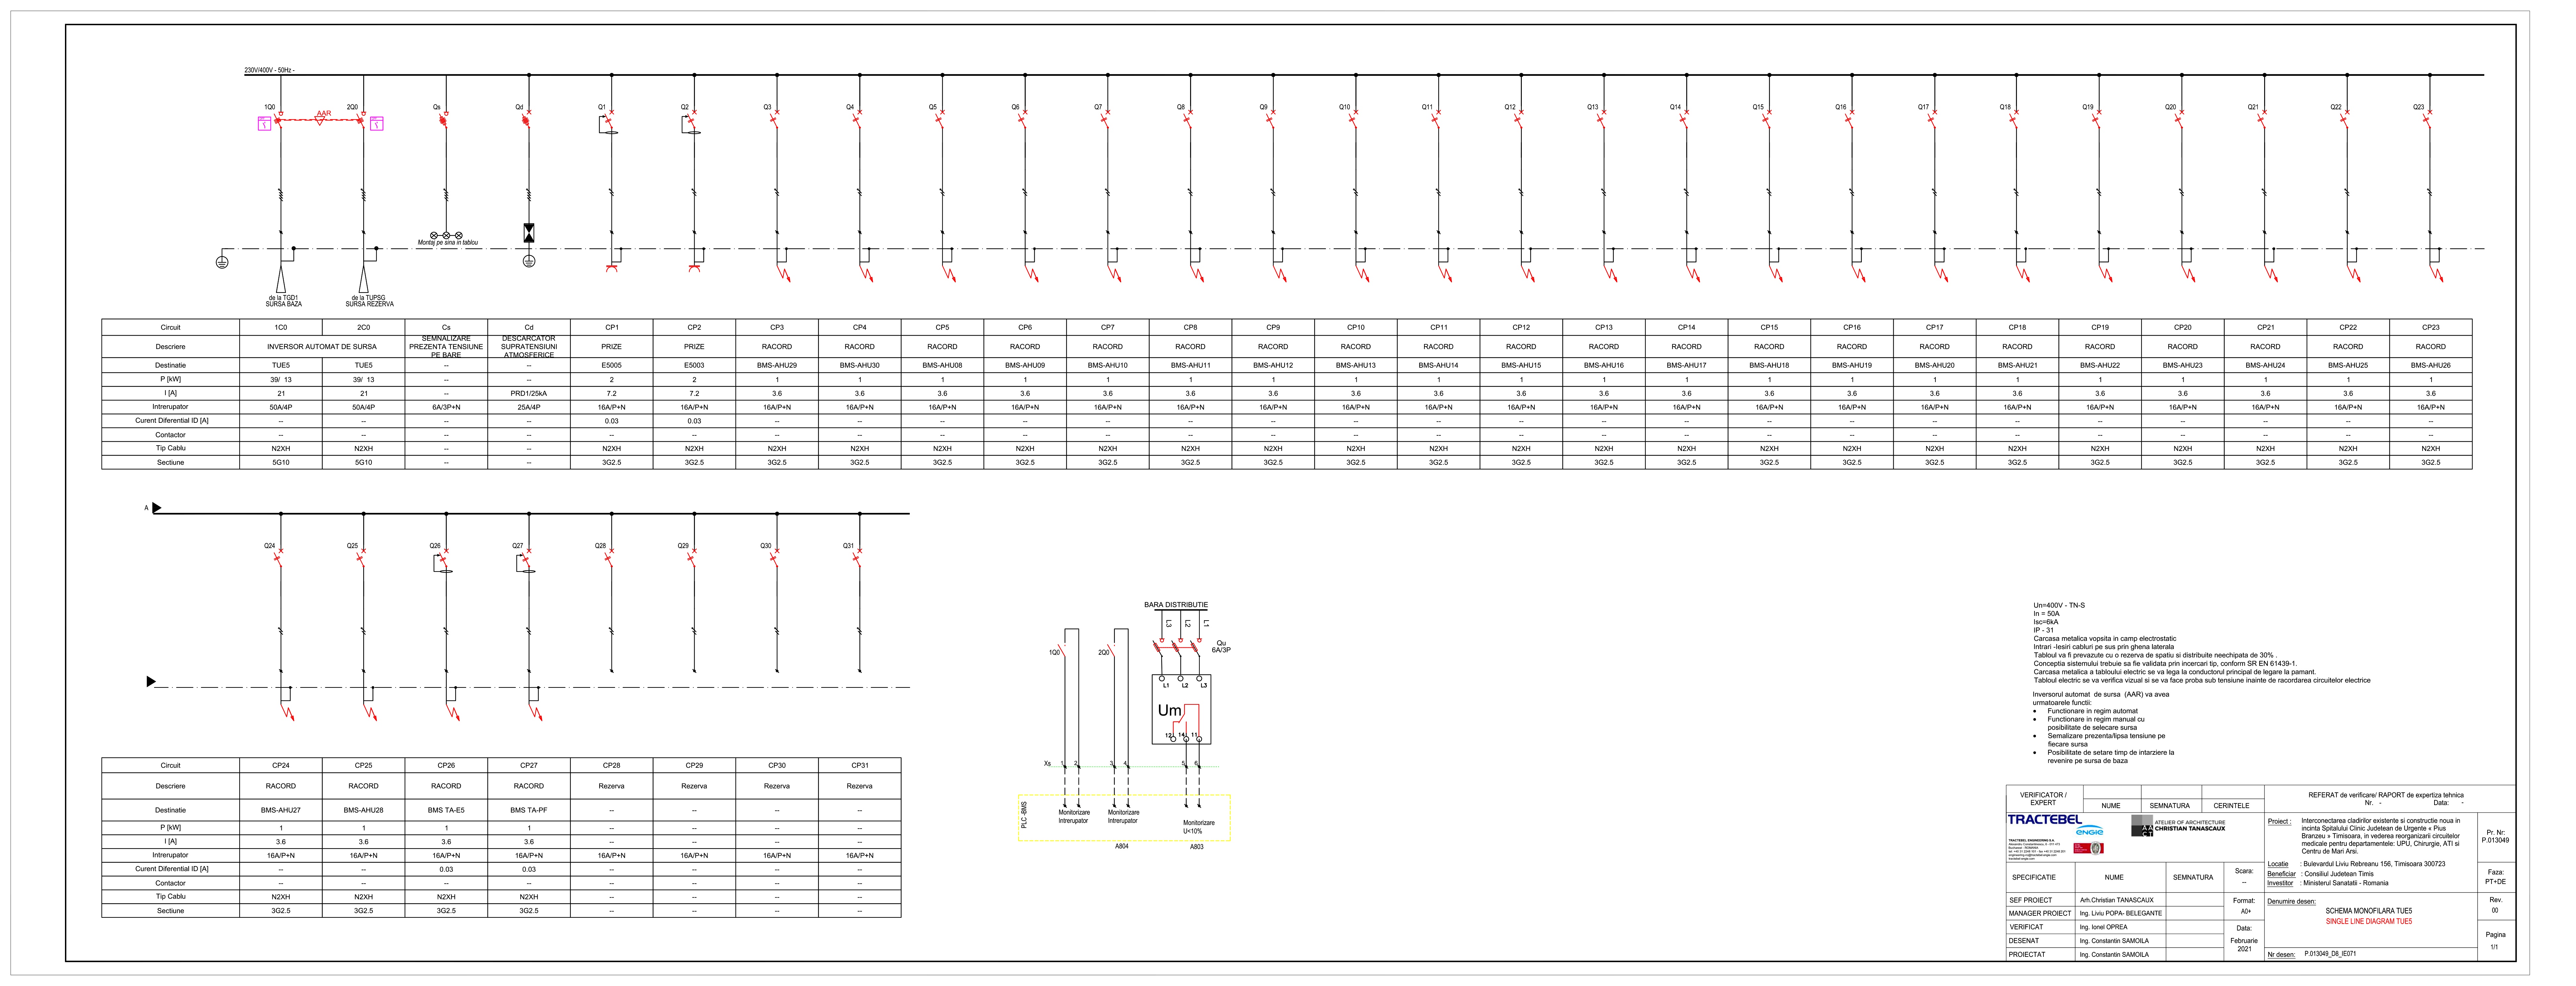 230V/400V - 50Hz -
1Q0 AAR 2Q0 Qs Qd Q1 Q2 Q3 Q4 Q5 Q6 Q7 Q8 Q9 Q10 Q11 Q12 Q13 Q14 Q15 Q16 Q17 Q18 Q19 Q20 Q21 Q22 Q23
Montaj pe sina in tablou
de la TGD1
SURSA BAZA
de la TUPSG
SURSA REZERVA
Circuit 1C0 2C0 Cs Cd CP1 CP2 CP3 CP4 CP5 CP6 CP7 CP8 CP9 CP10 CP11 CP12 CP13 CP14 CP15 CP16 CP17 CP18 CP19 CP20 CP21 CP22 CP23
Descriere INVERSOR AUTOMAT DE SURSA SEMNALIZARE PREZENTA TENSIUNE PE BARE DESCARCATOR SUPRATENSIUNI ATMOSFERICE PRIZE PRIZE RACORD RACORD RACORD RACORD RACORD RACORD RACORD RACORD RACORD RACORD RACORD RACORD RACORD RACORD RACORD RACORD RACORD RACORD RACORD RACORD RACORD
Destinatie TUE5 TUE5 -- -- E5005 E5003 BMS-AHU29 BMS-AHU30 BMS-AHU08 BMS-AHU09 BMS-AHU10 BMS-AHU11 BMS-AHU12 BMS-AHU13 BMS-AHU14 BMS-AHU15 BMS-AHU16 BMS-AHU17 BMS-AHU18 BMS-AHU19 BMS-AHU20 BMS-AHU21 BMS-AHU22 BMS-AHU23 BMS-AHU24 BMS-AHU25 BMS-AHU26
P [kW] 39/ 13 39/ 13 -- -- 2 2 1 1 1 1 1 1 1 1 1 1 1 1 1 1 1 1 1 1 1 1 1
I [A] 21 21 -- PRD1/25kA 7.2 7.2 3.6 3.6 3.6 3.6 3.6 3.6 3.6 3.6 3.6 3.6 3.6 3.6 3.6 3.6 3.6 3.6 3.6 3.6 3.6 3.6 3.6
Intrerupator 50A/4P 50A/4P 6A/3P+N 25A/4P 16A/P+N 16A/P+N 16A/P+N 16A/P+N 16A/P+N 16A/P+N 16A/P+N 16A/P+N 16A/P+N 16A/P+N 16A/P+N 16A/P+N 16A/P+N 16A/P+N 16A/P+N 16A/P+N 16A/P+N 16A/P+N 16A/P+N 16A/P+N 16A/P+N 16A/P+N 16A/P+N
Curent Diferential ID [A] -- -- -- -- 0.03 0.03 -- -- -- -- -- -- -- -- -- -- -- -- -- -- -- -- -- -- -- -- --
Contactor -- -- -- -- -- -- -- -- -- -- -- -- -- -- -- -- -- -- -- -- -- -- -- -- -- -- --
Tip Cablu N2XH N2XH -- -- N2XH N2XH N2XH N2XH N2XH N2XH N2XH N2XH N2XH N2XH N2XH N2XH N2XH N2XH N2XH N2XH N2XH N2XH N2XH N2XH N2XH N2XH N2XH
Sectiune 5G10 5G10 -- -- 3G2.5 3G2.5 3G2.5 3G2.5 3G2.5 3G2.5 3G2.5 3G2.5 3G2.5 3G2.5 3G2.5 3G2.5 3G2.5 3G2.5 3G2.5 3G2.5 3G2.5 3G2.5 3G2.5 3G2.5 3G2.5 3G2.5 3G2.5
A
Q24 Q25 Q26 Q27 Q28 Q29 Q30 Q31
Circuit CP24 CP25 CP26 CP27 CP28 CP29 CP30 CP31
Descriere RACORD RACORD RACORD RACORD Rezerva Rezerva Rezerva Rezerva
Destinatie BMS-AHU27 BMS-AHU28 BMS TA-E5 BMS TA-PF -- -- -- --
P [kW] 1 1 1 1 -- -- -- --
I [A] 3.6 3.6 3.6 3.6 -- -- -- --
Intrerupator 16A/P+N 16A/P+N 16A/P+N 16A/P+N 16A/P+N 16A/P+N 16A/P+N 16A/P+N
Curent Diferential ID [A] -- -- 0.03 0.03 -- -- -- --
Contactor -- -- -- -- -- -- -- --
Tip Cablu N2XH N2XH N2XH N2XH -- -- -- --
Sectiune 3G2.5 3G2.5 3G2.5 3G2.5 -- -- -- --
BARA DISTRIBUTIE
L3 L2 L1
1Q0 2Q0
Qu
6A/3P
L1 L2 L3
Um
12 14 11
Xs 1 2 3 4 5 6
PLC -BMS
Monitorizare
Intrerupator
Monitorizare
Intrerupator
Monitorizare
U<10%
A804 A803
Un=400V - TN-S
In = 50A
Isc=6kA
IP - 31
Carcasa metalica vopsita in camp electrostatic
Intrari -Iesiri cabluri pe sus prin ghena laterala
Tabloul va fi prevazute cu o rezerva de spatiu si distribuite neechipata de 30% .
Conceptia sistemului trebuie sa fie validata prin incercari tip, conform SR EN 61439-1.
Carcasa metalica a tabloului electric se va lega la conductorul principal de legare la pamant.
Tabloul electric se va verifica vizual si se va face proba sub tensiune inainte de racordarea circuitelor electrice
Inversorul automat de sursa (AAR) va avea
urmatoarele functii:
• Functionare in regim automat
• Functionare in regim manual cu
posibilitate de selecare sursa
• Semalizare prezenta/lipsa tensiune pe
fiecare sursa
• Posibilitate de setare timp de intarziere la
revenire pe sursa de baza
VERIFICATOR /
EXPERT NUME SEMNATURA CERINTELE
REFERAT de verificare/ RAPORT de expertiza tehnica
Nr. - Data: -
TRACTEBEL
ENGIE
ATELIER OF ARCHITECTURE
CHRISTIAN TANASCAUX
TRACTEBEL ENGINEERING S.A.
Proiect : Interconectarea cladirilor existente si constructie noua in
incinta Spitalului Clinic Judetean de Urgente « Pius
Branzeu » Timisoara, in vederea reorganizarii circuitelor
medicale pentru departamentele: UPU, Chirurgie, ATI si
Centru de Mari Arsi.
Pr. Nr:
P.013049
Locatie : Bulevardul Liviu Rebreanu 156, Timisoara 300723
Beneficiar : Consiliul Judetean Timis
Investitor : Ministerul Sanatatii - Romania
Faza:
PT+DE
SPECIFICATIE NUME SEMNATURA
Scara:
--
SEF PROIECT Arh.Christian TANASCAUX
MANAGER PROIECT Ing. Liviu POPA- BELEGANTE
VERIFICAT Ing. Ionel OPREA
DESENAT Ing. Constantin SAMOILA
PROIECTAT Ing. Constantin SAMOILA
Format:
A0+
Data:
Februarie
2021
Denumire desen:
SCHEMA MONOFILARA TUE5
SINGLE LINE DIAGRAM TUE5
Rev.
00
Pagina
1/1
Nr desen: P.013049_D8_IE071